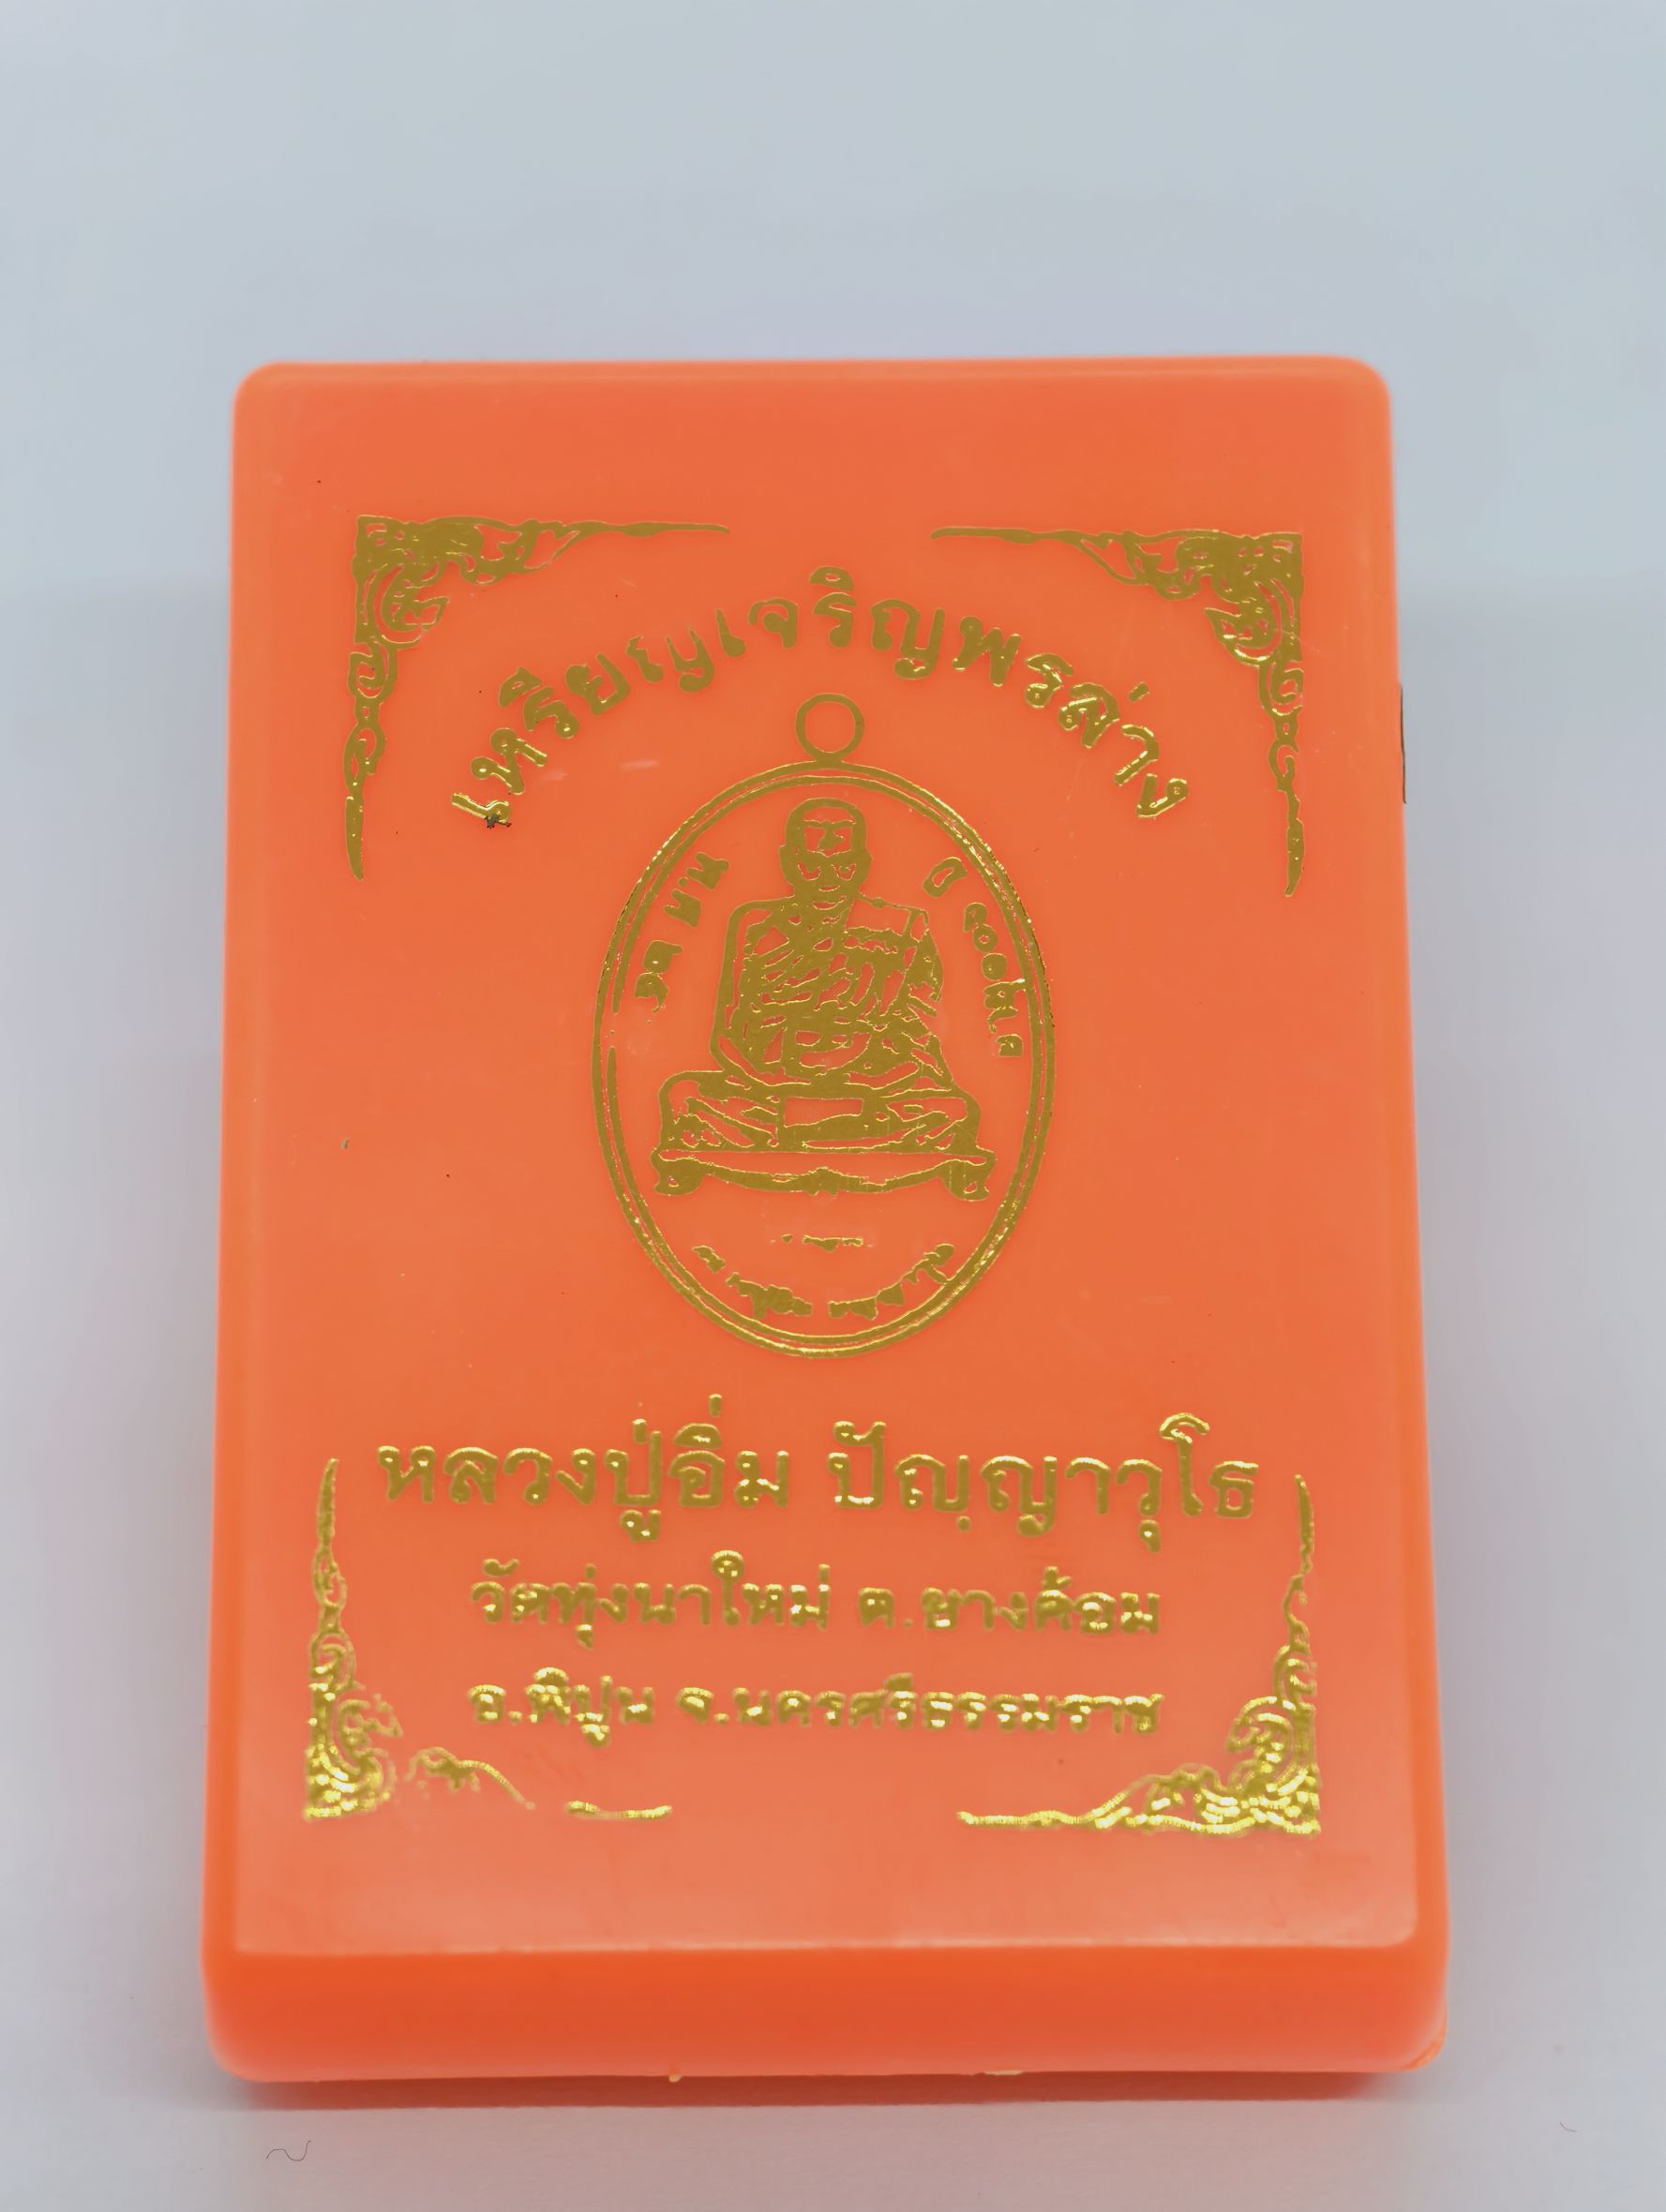 เหรียญเจริญพรล่าง
หลวงปู่อิ่ม ปัญฺญาวุโธ
วัดทุ่งนาใหม่ ต.ยางค้อม
อ.พิปูน จ.นครศรีธรรมราช